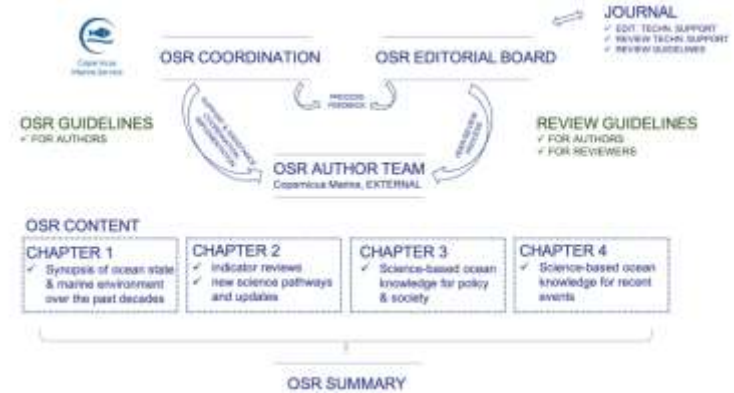 JOURNAL
✓ EDIT. TECHN. SUPPORT
✓ REVIEW TECHN. SUPPORT
✓ REVIEW GUIDELINES
Copernicus
Marine Service
OSR COORDINATION
OSR EDITORIAL BOARD
PROCESS
FEEDBACK
OSR GUIDELINES
✓ FOR AUTHORS
REVIEW GUIDELINES
✓ FOR AUTHORS
✓ FOR REVIEWERS
OSR AUTHOR TEAM
Copernicus Marine, EXTERNAL
OSR CONTENT
CHAPTER 1
✓ Synopsis of ocean state
& marine environment
over the past decades
CHAPTER 2
✓ indicator reviews
✓ new science pathways
and updates
CHAPTER 3
✓ Science-based ocean
knowledge for policy
& society
CHAPTER 4
✓ Science-based ocean
knowledge for recent
events
OSR SUMMARY